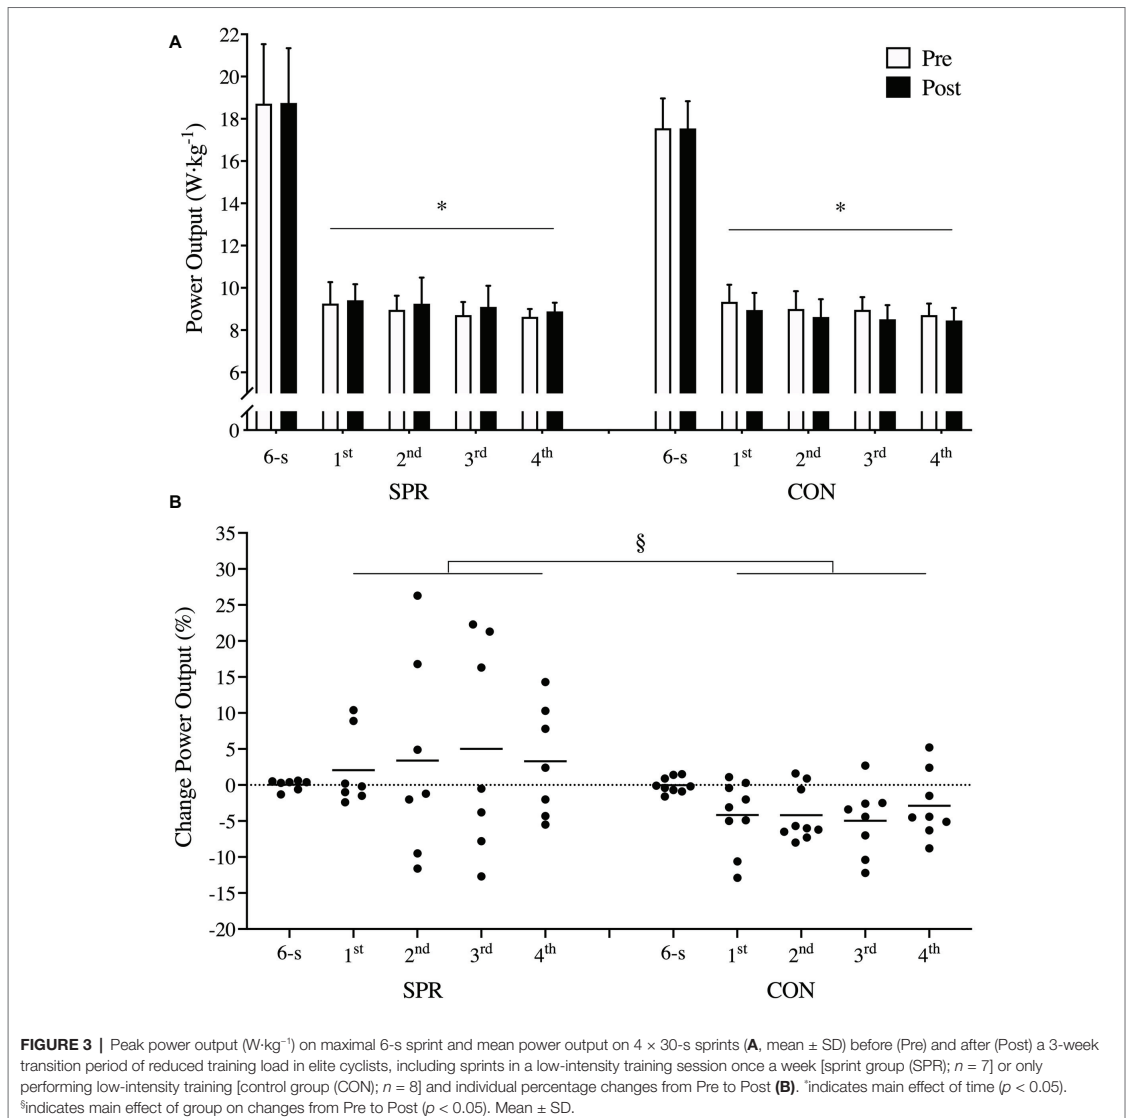 A
22
20
18
16
14
12
10
8
6
0
Power Output (W·kg-1)
Pre
Post
*
*
6-s 1st 2nd 3rd 4th 6-s 1st 2nd 3rd 4th
SPR CON
B
35
30
25
20
15
10
5
0
-5
-10
-15
-20
Change Power Output (%)
§
6-s 1st 2nd 3rd 4th 6-s 1st 2nd 3rd 4th
SPR CON
FIGURE 3 | Peak power output (W·kg−1) on maximal 6-s sprint and mean power output on 4 × 30-s sprints (A, mean ± SD) before (Pre) and after (Post) a 3-week
transition period of reduced training load in elite cyclists, including sprints in a low-intensity training session once a week [sprint group (SPR); n = 7] or only
performing low-intensity training [control group (CON); n = 8] and individual percentage changes from Pre to Post (B). *indicates main effect of time (p < 0.05).
§indicates main effect of group on changes from Pre to Post (p < 0.05). Mean ± SD.